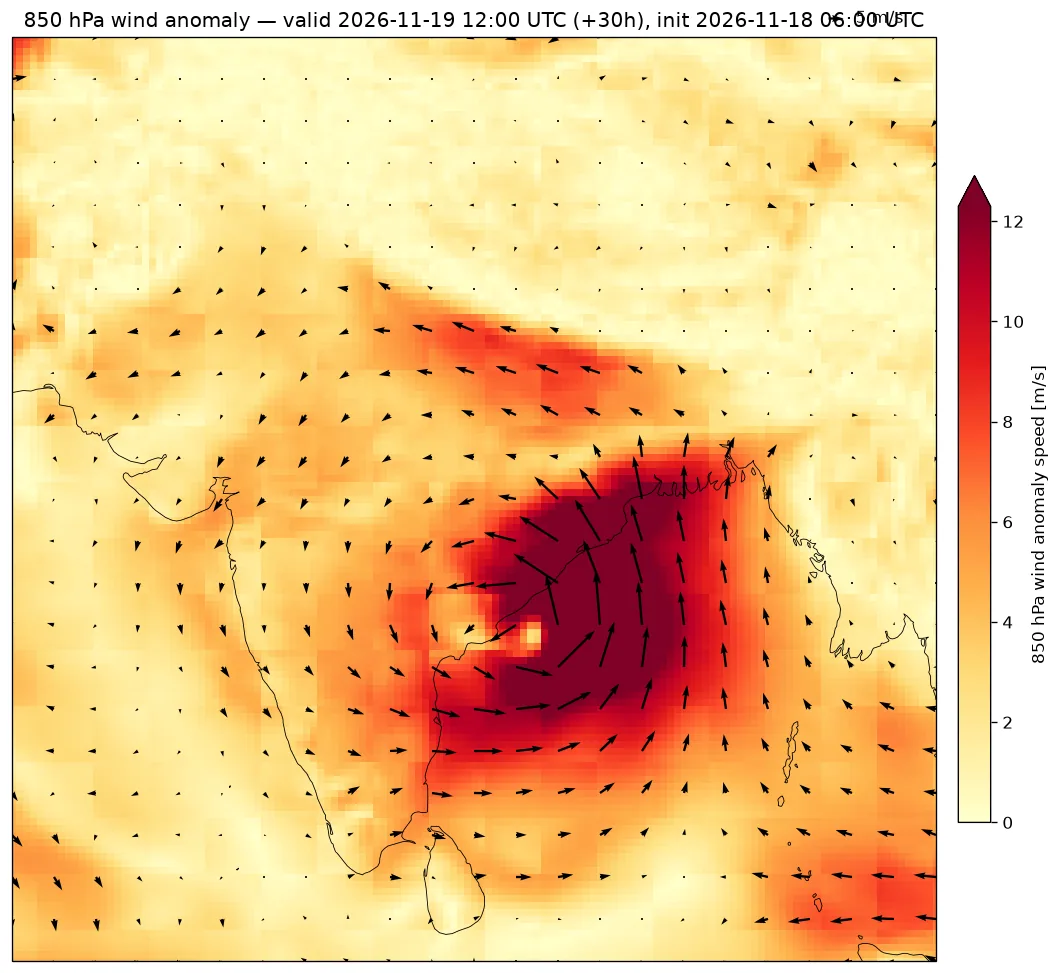 850 hPa wind anomaly — valid 2026-11-19 12:00 UTC (+30h), init 2026-11-18 06:00 UTC
5 m/s
12
10
8
6
4
2
0
850 hPa wind anomaly speed [m/s]